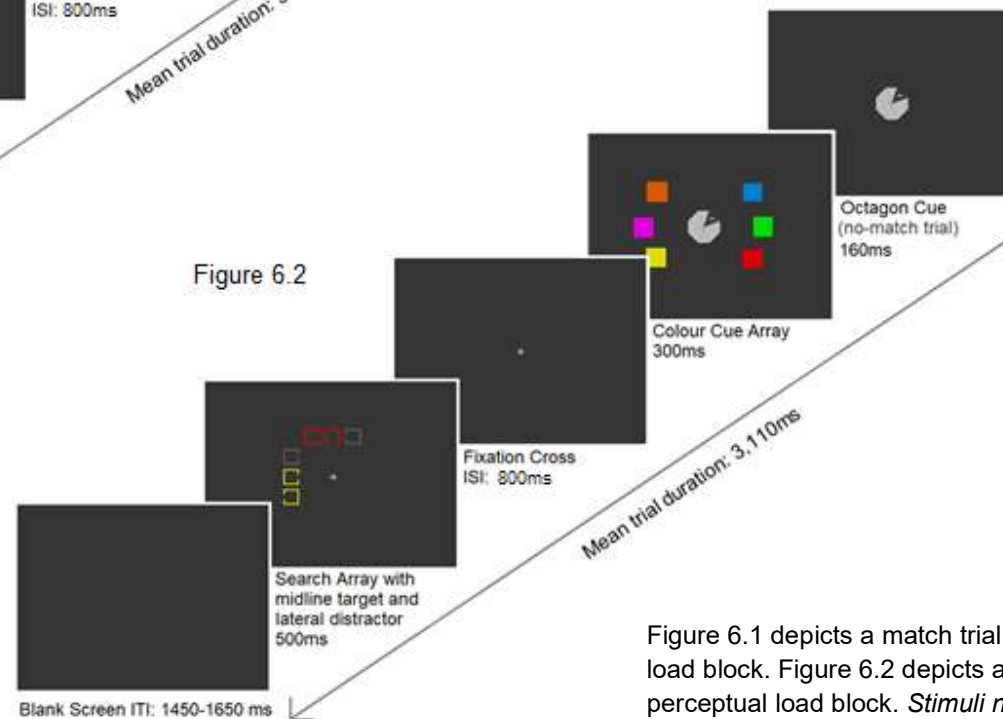 ISI: 800ms
Mean trial duration:
Octagon Cue
(no-match trial)
160ms
Figure 6.2
Colour Cue Array
300ms
Fixation Cross
ISI: 800ms
Mean trial duration: 3,110ms
Search Array with
midline target and
lateral distractor
500ms
Blank Screen ITI: 1450-1650 ms
Figure 6.1 depicts a match trial
load block. Figure 6.2 depicts a
perceptual load block. Stimuli